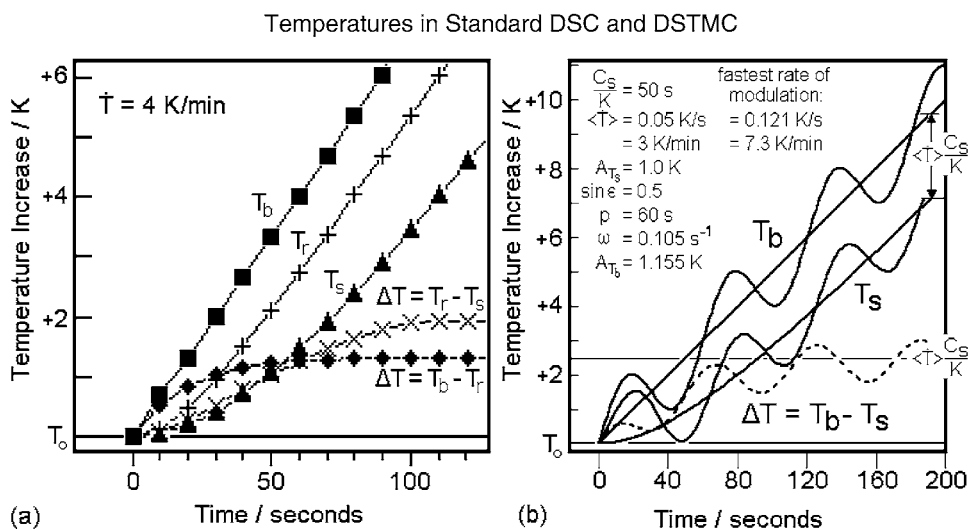 Temperatures in Standard DSC and DSTMC
Temperature Increase / K
+6
+4
+2
T₀
Ṫ = 4 K/min
T_b
T_r
T_s
ΔT = T_r - T_s
ΔT = T_b - T_r
0
50
100
(a)
Time / seconds
Temperature Increase / K
+10
+8
+6
+4
+2
T₀
C_s/K = 50 s
<Ṫ> = 0.05 K/s
= 3 K/min
A_Ts = 1.0 K
sin ε = 0.5
p = 60 s
ω = 0.105 s⁻¹
A_Tb = 1.155 K
fastest rate of
modulation:
= 0.121 K/s
= 7.3 K/min
T_b
T_s
<Ṫ> C_s/K
<Ṫ> C_s/K
ΔT = T_b - T_s
0
40
80
120
160
200
(b)
Time / seconds